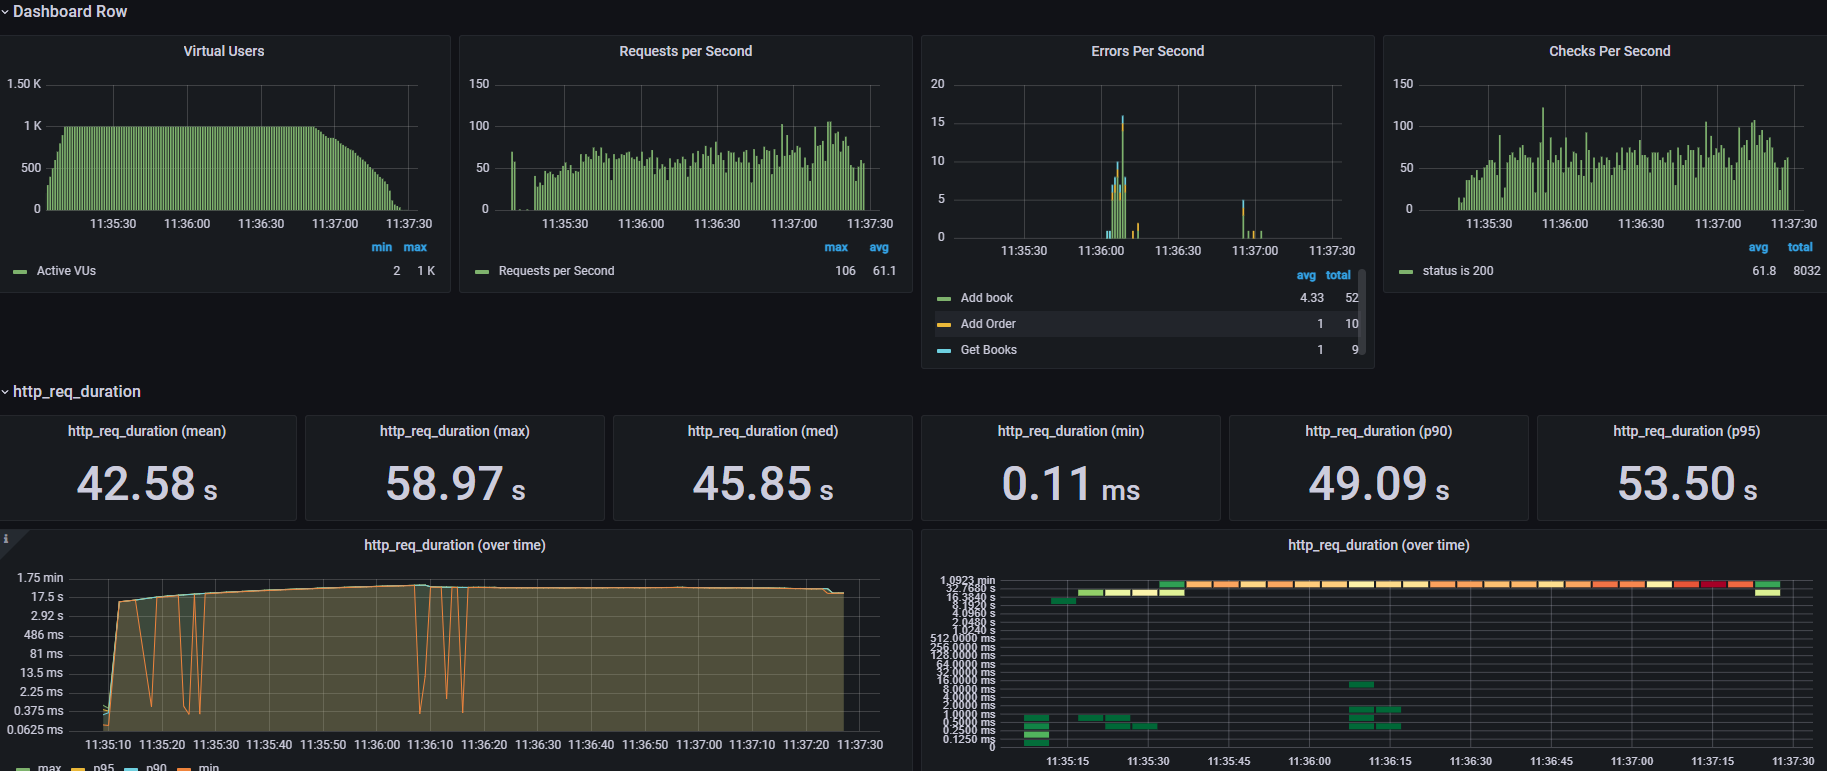 Dashboard Row
Virtual Users
1.50 K
1 K
500
0
11:35:30 11:36:00 11:36:30 11:37:00 11:37:30
min max
Active VUs 2 1 K
Requests per Second
150
100
50
0
11:35:30 11:36:00 11:36:30 11:37:00 11:37:30
max avg
Requests per Second 106 61.1
Errors Per Second
20
15
10
5
0
11:35:30 11:36:00 11:36:30 11:37:00 11:37:30
avg total
Add book 4.33 52
Add Order 1 10
Get Books 1 9
Checks Per Second
150
100
50
0
11:35:30 11:36:00 11:36:30 11:37:00 11:37:30
avg total
status is 200 61.8 8032
http_req_duration
http_req_duration (mean)
42.58 s
http_req_duration (max)
58.97 s
http_req_duration (med)
45.85 s
http_req_duration (min)
0.11 ms
http_req_duration (p90)
49.09 s
http_req_duration (p95)
53.50 s
i
http_req_duration (over time)
1.75 min
17.5 s
2.92 s
486 ms
81 ms
13.5 ms
2.25 ms
0.375 ms
0.0625 ms
11:35:10 11:35:20 11:35:30 11:35:40 11:35:50 11:36:00 11:36:10 11:36:20 11:36:30 11:36:40 11:36:50 11:37:00 11:37:10 11:37:20 11:37:30
max p95 p90 min
http_req_duration (over time)
1.0923 min
32.7680 s
16.3840 s
8.1920 s
4.0960 s
2.0480 s
1.0240 s
512.0000 ms
256.0000 ms
128.0000 ms
64.0000 ms
32.0000 ms
16.0000 ms
8.0000 ms
4.0000 ms
2.0000 ms
1.0000 ms
0.5000 ms
0.2500 ms
0.1250 ms
0
11:35:15 11:35:30 11:35:45 11:36:00 11:36:15 11:36:30 11:36:45 11:37:00 11:37:15 11:37:30